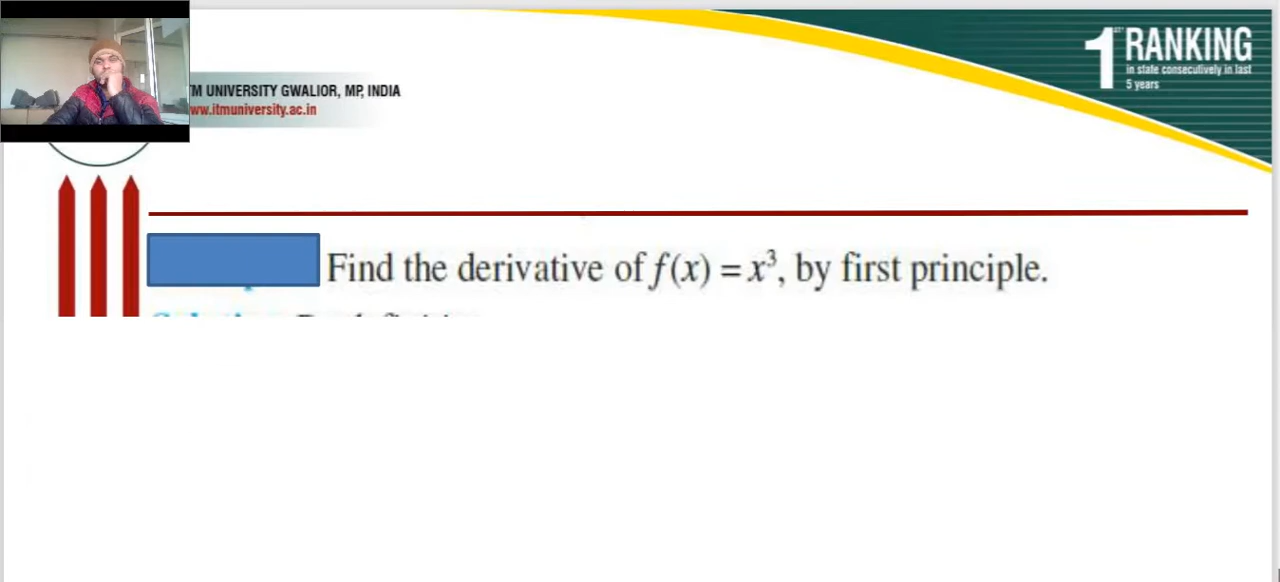 1 RANKING
in state consecutively in last
5 years
M UNIVERSITY GWALIOR, MP, INDIA
ww.itmuniversity.ac.in
Find the derivative of f(x) = x³, by first principle.